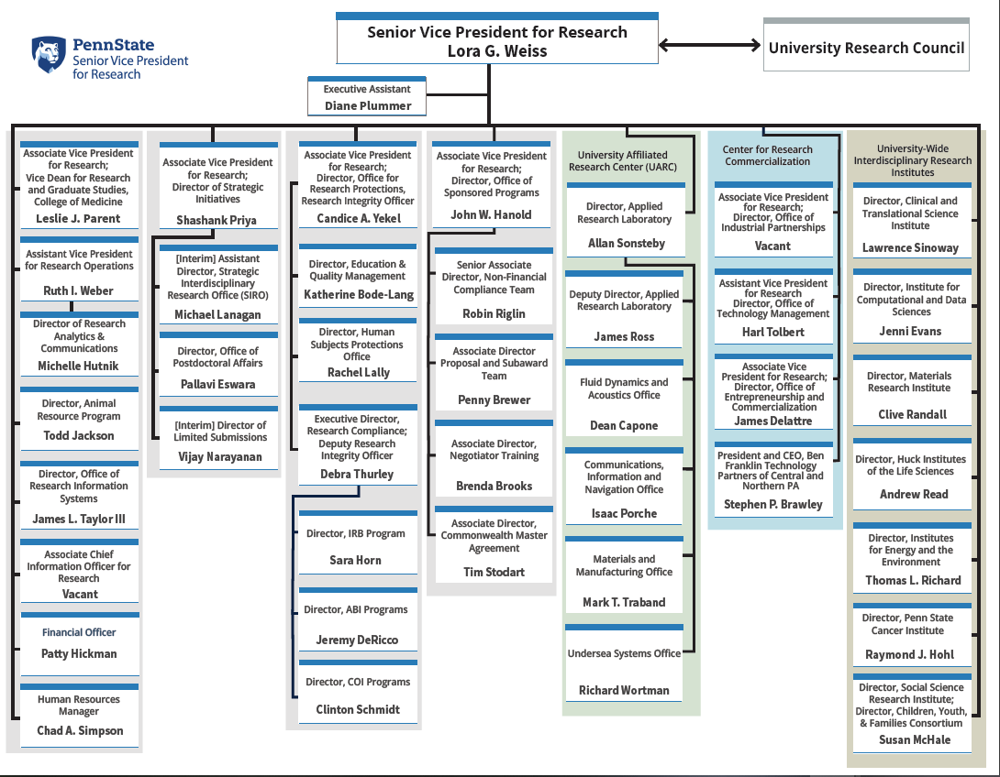 PennState
Senior Vice President
for Research
Senior Vice President for Research
Lora G. Weiss
University Research Council
Executive Assistant
Diane Plummer
Associate Vice President
for Research;
Vice Dean for Research
and Graduate Studies,
College of Medicine
Leslie J. Parent
Assistant Vice President
for Research Operations
Ruth I. Weber
Director of Research
Analytics &
Communications
Michelle Hutnik
Director, Animal
Resource Program
Todd Jackson
Director, Office of
Research Information
Systems
James L. Taylor III
Associate Chief
Information Officer for
Research
Vacant
Financial Officer
Patty Hickman
Human Resources
Manager
Chad A. Simpson
Associate Vice President
for Research;
Director of Strategic
Initiatives
Shashank Priya
[Interim] Assistant
Director, Strategic
Interdisciplinary
Research Office (SIRO)
Michael Lanagan
Director, Office of
Postdoctoral Affairs
Pallavi Eswara
[Interim] Director of
Limited Submissions
Vijay Narayanan
Associate Vice President
for Research;
Director, Office for
Research Protections,
Research Integrity Officer
Candice A. Yekel
Director, Education &
Quality Management
Katherine Bode-Lang
Director, Human
Subjects Protections
Office
Rachel Lally
Executive Director,
Research Compliance;
Deputy Research
Integrity Officer
Debra Thurley
Director, IRB Program
Sara Horn
Director, ABI Programs
Jeremy DeRicco
Director, COI Programs
Clinton Schmidt
Associate Vice President
for Research;
Director, Office of
Sponsored Programs
John W. Hanold
Senior Associate
Director, Non-Financial
Compliance Team
Robin Riglin
Associate Director
Proposal and Subaward
Team
Penny Brewer
Associate Director,
Negotiator Training
Brenda Brooks
Associate Director,
Commonwealth Master
Agreement
Tim Stodart
University Affiliated
Research Center (UARC)
Director, Applied
Research Laboratory
Allan Sonsteby
Deputy Director, Applied
Research Laboratory
James Ross
Fluid Dynamics and
Acoustics Office
Dean Capone
Communications,
Information and
Navigation Office
Isaac Porche
Materials and
Manufacturing Office
Mark T. Traband
Undersea Systems Office
Richard Wortman
Center for Research
Commercialization
Associate Vice President
for Research;
Director, Office of
Industrial Partnerships
Vacant
Assistant Vice President
for Research
Director, Office of
Technology Management
Harl Tolbert
Associate Vice
President for Research;
Director, Office of
Entrepreneurship and
Commercialization
James Delattre
President and CEO, Ben
Franklin Technology
Partners of Central and
Northern PA
Stephen P. Brawley
University-Wide
Interdisciplinary Research
Institutes
Director, Clinical and
Translational Science
Institute
Lawrence Sinoway
Director, Institute for
Computational and Data
Sciences
Jenni Evans
Director, Materials
Research Institute
Clive Randall
Director, Huck Institutes
of the Life Sciences
Andrew Read
Director, Institutes
for Energy and the
Environment
Thomas L. Richard
Director, Penn State
Cancer Institute
Raymond J. Hohl
Director, Social Science
Research Institute;
Director, Children, Youth,
& Families Consortium
Susan McHale